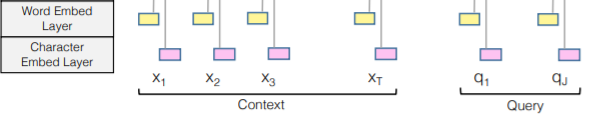 Word Embed
Layer
Character
Embed Layer
x1 x2 x3 xT q1 qJ
Context Query